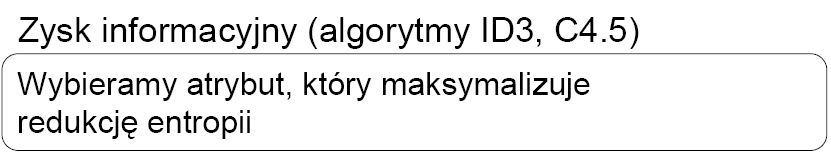 Zysk informacyjny (algorytmy ID3, C4.5)
Wybieramy atrybut, który maksymalizuje
redukcję entropii